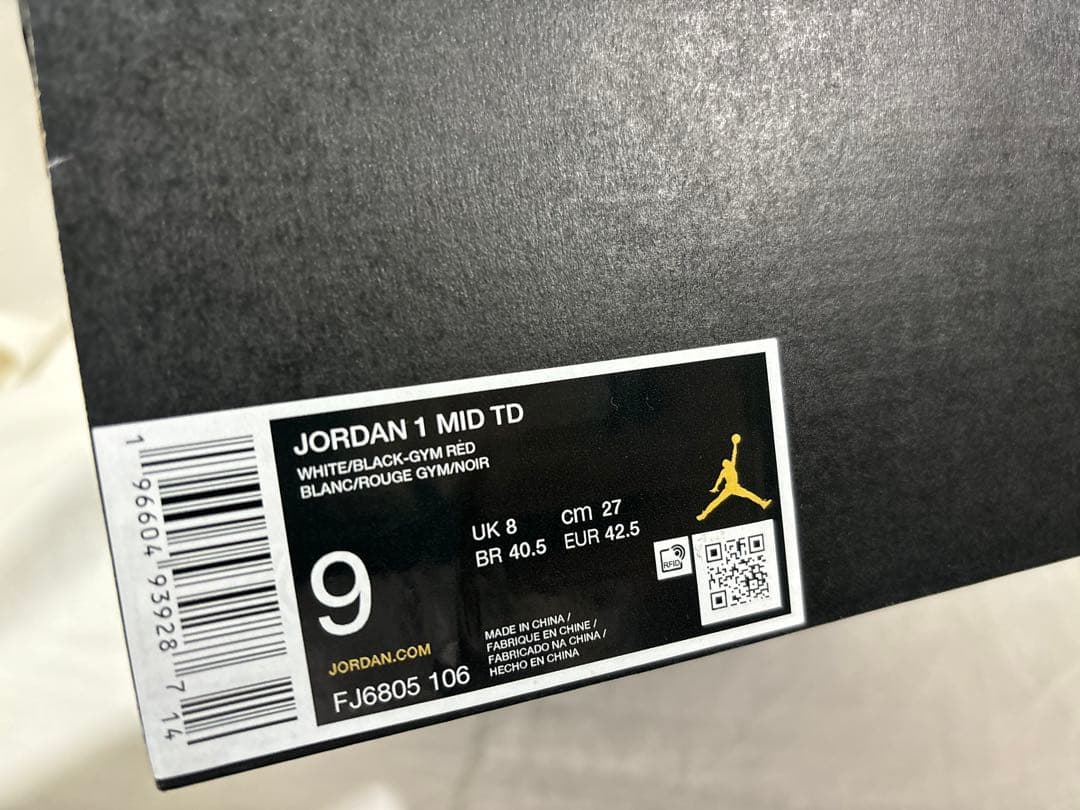 JORDAN 1 MID TD
WHITE/BLACK-GYM RED
BLANC/ROUGE GYM/NOIR
9
UK 8 cm 27
BR 40.5 EUR 42.5
RFID
JORDAN.COM
FJ6805 106
MADE IN CHINA /
FABRIQUE EN CHINE /
FABRICADO NA CHINA /
HECHO EN CHINA
1 96604 93928 7 14